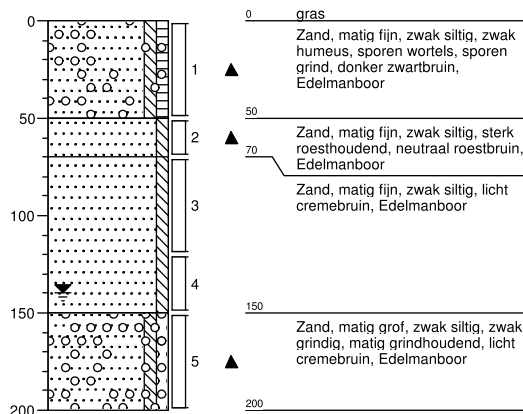 0
50
100
150
200
1
2
3
4
5
0
gras
Zand, matig fijn, zwak siltig, zwak
humeus, sporen wortels, sporen
grind, donker zwartbruin,
Edelmanboor
50
Zand, matig fijn, zwak siltig, sterk
roesthoudend, neutraal roestbruin,
Edelmanboor
70
Zand, matig fijn, zwak siltig, licht
cremebruin, Edelmanboor
150
Zand, matig grof, zwak siltig, zwak
grindig, matig grindhoudend, licht
cremebruin, Edelmanboor
200